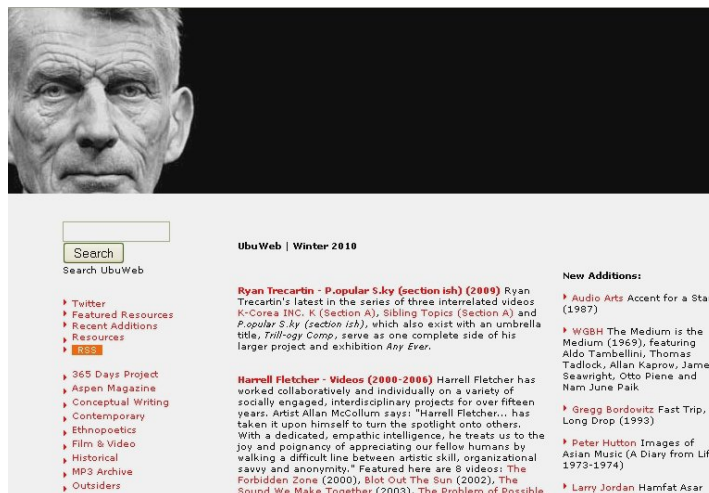 Search
Search UbuWeb
Twitter
Featured Resources
Recent Additions
Resources
RSS
365 Days Project
Aspen Magazine
Conceptual Writing
Contemporary
Ethnopoetics
Film & Video
Historical
MP3 Archive
Outsiders
UbuWeb | Winter 2010
Ryan Trecartin - P.opular S.ky (section ish) (2009) Ryan
Trecartin's latest in the series of three interrelated videos
K-Corea INC. K (Section A), Sibling Topics (Section A) and
P.opular S.ky (section ish), which also exist with an umbrella
title, Trill-ogy Comp, serve as one complete side of his
larger project and exhibition Any Ever.
Harrell Fletcher - Videos (2000-2006) Harrell Fletcher has
worked collaboratively and individually on a variety of
socially engaged, interdisciplinary projects for over fifteen
years. Artist Allan McCollum says: "Harrell Fletcher... has
taken it upon himself to turn the spotlight onto others.
With a dedicated, empathic intelligence, he treats us to the
joy and poignancy of appreciating our fellow humans by
walking a difficult line between artistic skill, organizational
savvy and anonymity." Featured here are 8 videos: The
Forbidden Zone (2000), Blot Out The Sun (2002), The
Sound We Make Together (2003), The Problem of Possible
New Additions:
Audio Arts Accent for a Sta
(1987)
WGBH The Medium is the
Medium (1969), featuring
Aldo Tambellini, Thomas
Tadlock, Allan Kaprow, Jame
Seawright, Otto Piene and
Nam June Paik
Gregg Bordowitz Fast Trip,
Long Drop (1993)
Peter Hutton Images of
Asian Music (A Diary from Lif
1973-1974)
Larry Jordan Hamfat Asar